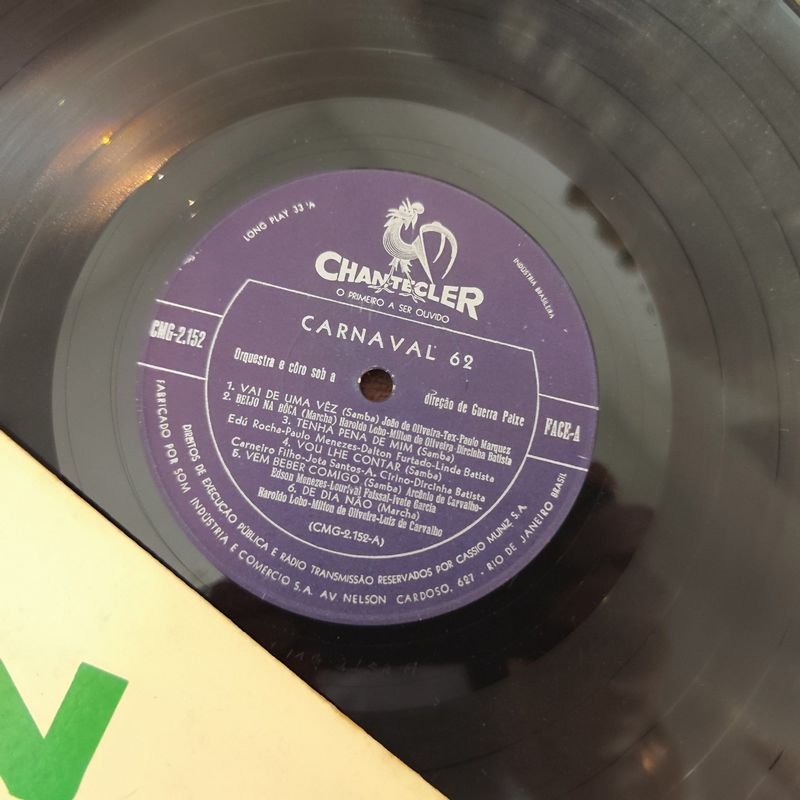 LONG PLAY 33 ⅓
INDÚSTRIA BRASILEIRA
CHANTECLER
O PRIMEIRO A SER OUVIDO
CARNAVAL 62
CMG-2.152
Orquestra e côro sob a direção de Guerra Peixe
FACE-A
1. VAI DE UMA VÊZ (Samba) João de Oliveira-Tex-Paulo Marquez
2. BEIJO NA BÔCA (Marcha) Haroldo Lobo-Milton de Oliveira-Dircinha Batista
3. TENHA PENA DE MIM (Samba)
Edú Rocha-Paulo Menezes-Dalton Furtado-Linda Batista
4. VOU LHE CONTAR (Samba)
Carneiro Filho-Jota Santos-A. Cirino-Dircinha Batista
5. VEM BEBER COMIGO (Samba) Arcênio de Carvalho-
Edson Menezes-Lourival Faissal-Ivete Garcia
6. DE DIA NÃO (Marcha)
Haroldo Lobo-Milton de Oliveira-Luiz de Carvalho
(CMG-2.152-A)
DIREITOS DE EXECUÇÃO PÚBLICA E RÁDIO TRANSMISSÃO RESERVADOS POR CASSIO MUNIZ S.A.
FABRICADO POR SOM INDÚSTRIA E COMÉRCIO S.A. AV. NELSON CARDOSO, 627 - RIO DE JANEIRO BRASIL